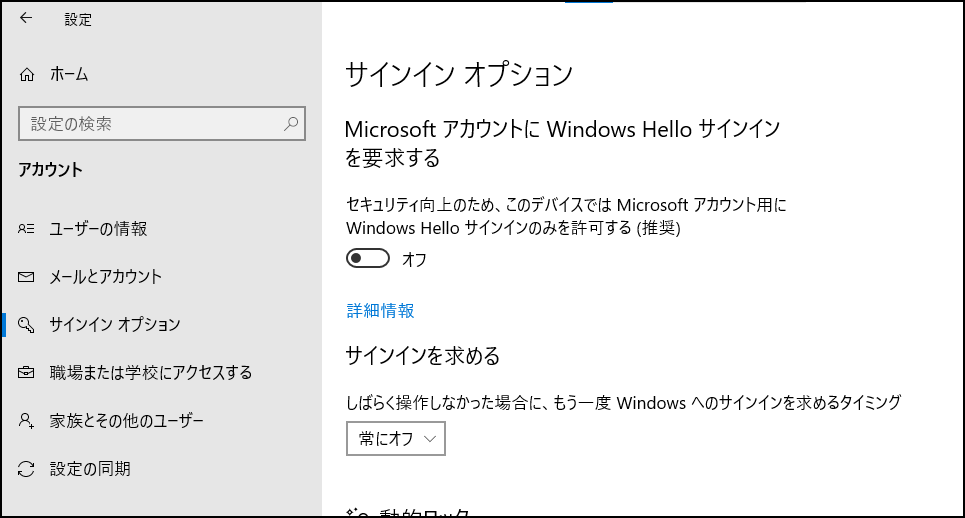 設定
ホーム
設定の検索
アカウント
ユーザーの情報
メールとアカウント
サインイン オプション
職場または学校にアクセスする
家族とその他のユーザー
設定の同期
サインイン オプション
Microsoft アカウントに Windows Hello サインイン
を要求する
セキュリティ向上のため、このデバイスでは Microsoft アカウント用に
Windows Hello サインインのみを許可する (推奨)
オフ
詳細情報
サインインを求める
しばらく操作しなかった場合に、もう一度 Windows へのサインインを求めるタイミング
常にオフ
動的ロック